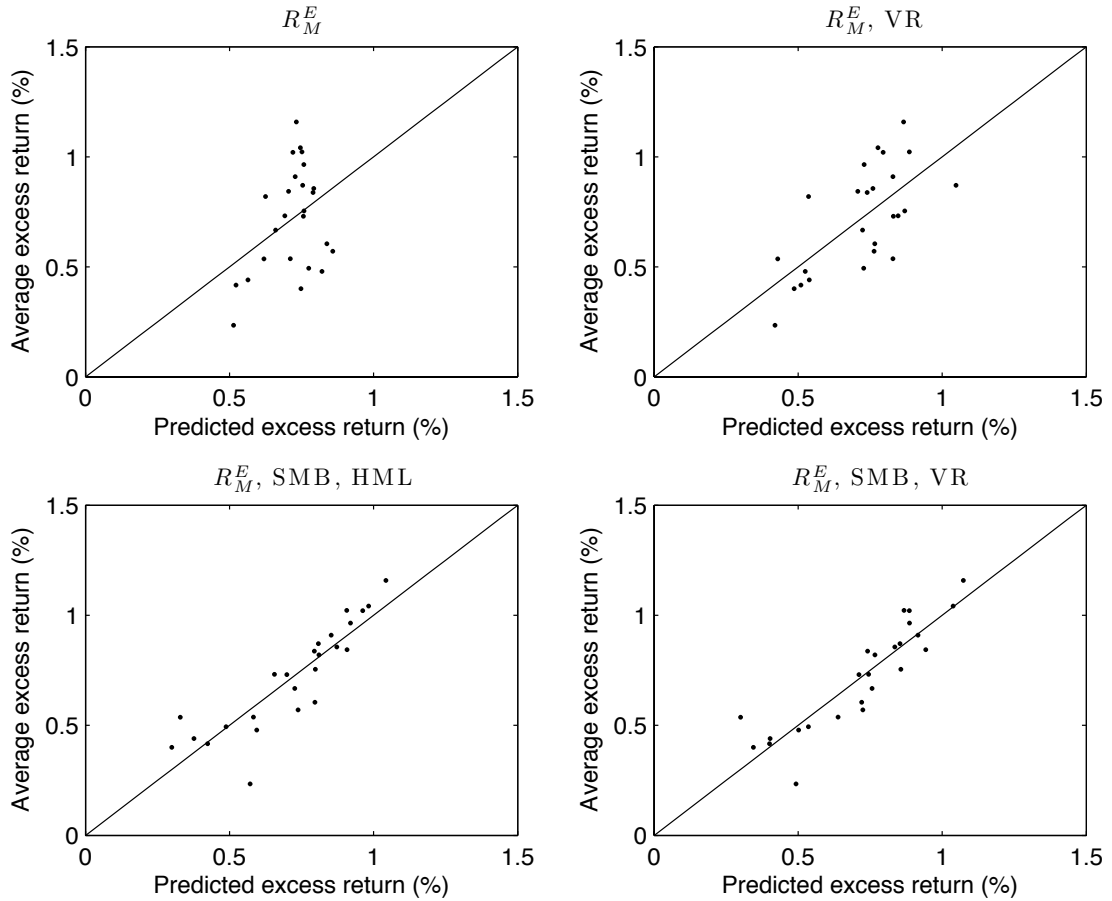 R_M^E
R_M^E, VR
Average excess return (%)
1.5
1
0.5
0
0 0.5 1 1.5
Predicted excess return (%)
Average excess return (%)
1.5
1
0.5
0
0 0.5 1 1.5
Predicted excess return (%)
R_M^E, SMB, HML
R_M^E, SMB, VR
Average excess return (%)
1.5
1
0.5
0
0 0.5 1 1.5
Predicted excess return (%)
Average excess return (%)
1.5
1
0.5
0
0 0.5 1 1.5
Predicted excess return (%)